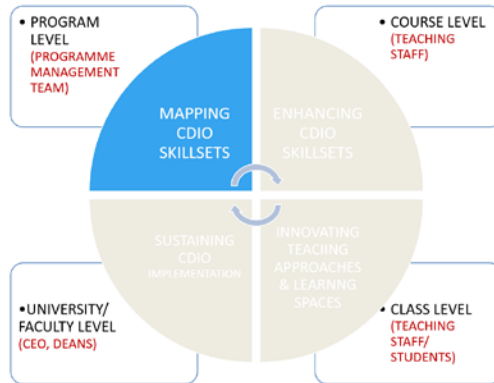 • PROGRAM
LEVEL
(PROGRAMME
MANAGEMENT
TEAM)
• COURSE LEVEL
(TEACHING
STAFF)
MAPPING
CDIO
SKILLSETS
ENHANCING
CDIO
SKILLSETS
SUSTAINING
CDIO
IMPLEMENTATION
INNOVATING
TEACIING
APPROACHES
& LEARNNG
SPACES
•UNIVERSITY/
FACULTY LEVEL
(CEO, DEANS)
• CLASS LEVEL
(TEACHING
STAFF/
STUDENTS)